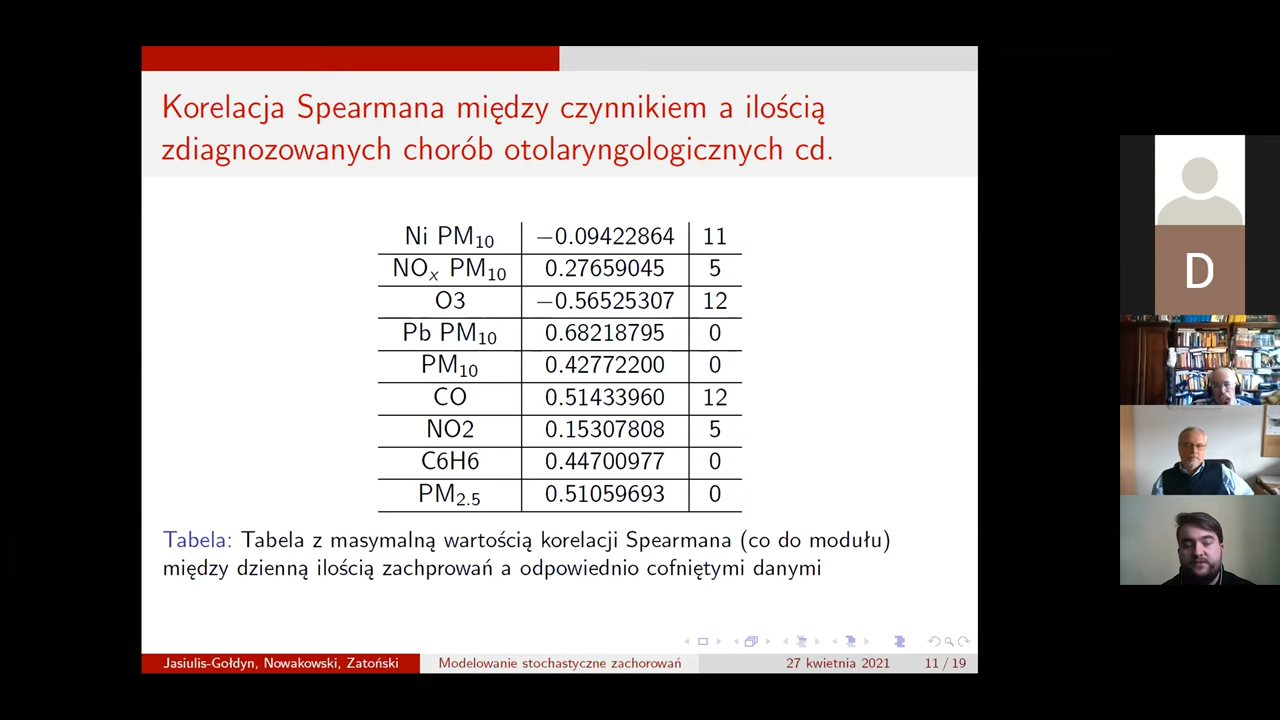 Korelacja Spearmana między czynnikiem a ilością
zdiagnozowanych chorób otolaryngologicznych cd.
Ni PM₁₀ −0.09422864 11
NOₓ PM₁₀ 0.27659045 5
O3 −0.56525307 12
Pb PM₁₀ 0.68218795 0
PM₁₀ 0.42772200 0
CO 0.51433960 12
NO2 0.15307808 5
C6H6 0.44700977 0
PM₂.₅ 0.51059693 0
Tabela: Tabela z masymalną wartością korelacji Spearmana (co do modułu)
między dzienną ilością zachprowań a odpowiednio cofniętymi danymi
Jasiulis-Gołdyn, Nowakowski, Zatoński Modelowanie stochastyczne zachorowań 27 kwietnia 2021 11 / 19
D